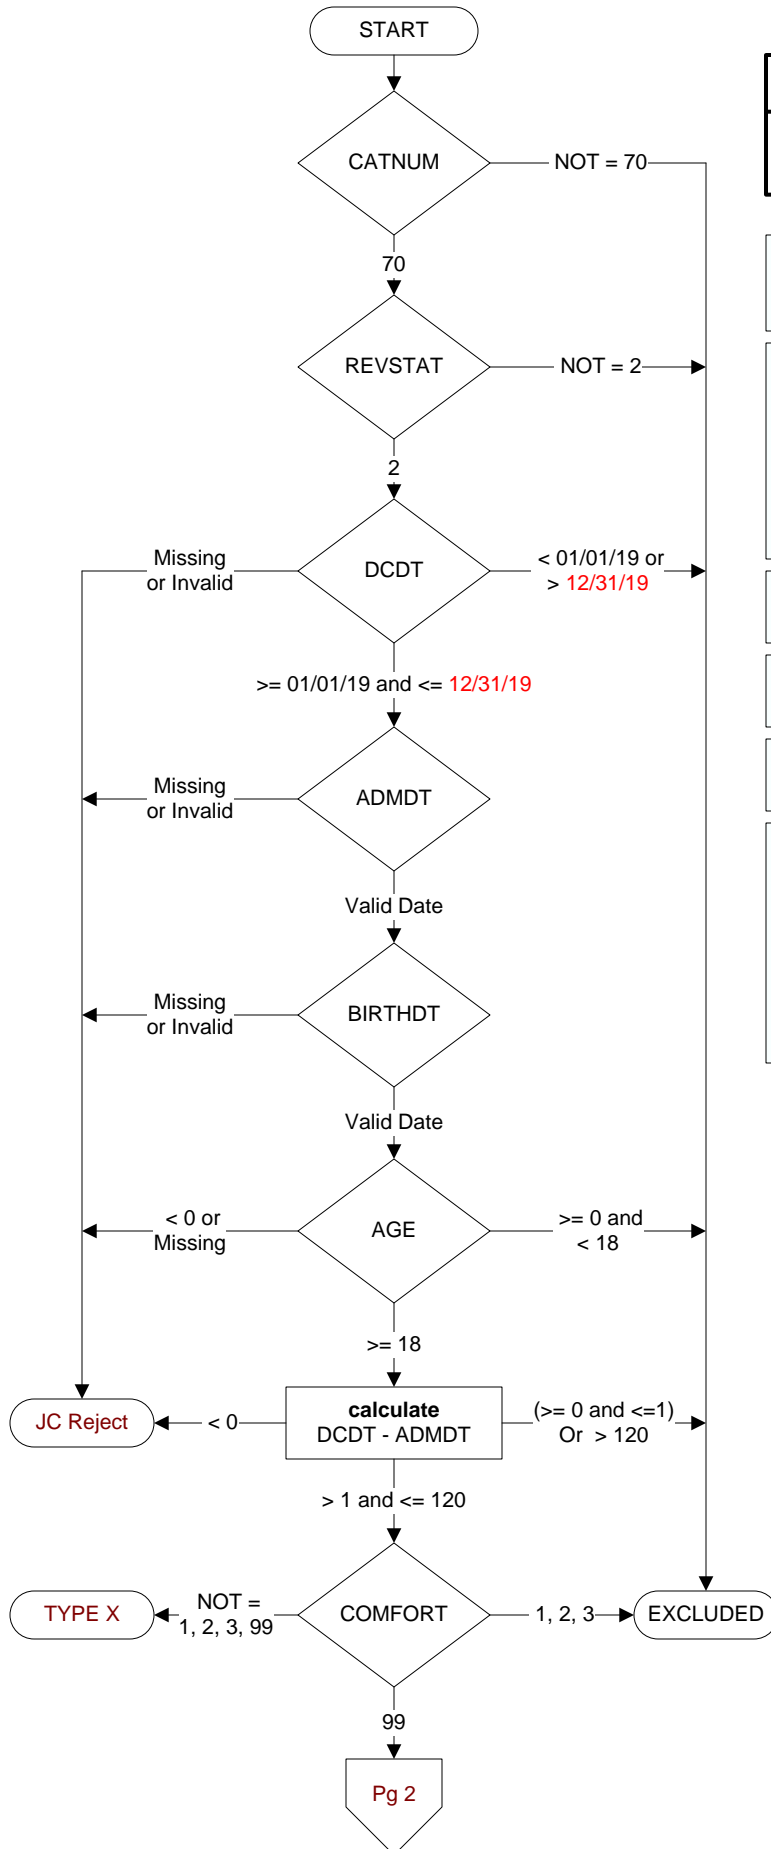 START
CATNUM
NOT = 70
70
REVSTAT
NOT = 2
2
Missing
or Invalid
DCDT
< 01/01/19 or
> 12/31/19
>= 01/01/19 and <= 12/31/19
Missing
or Invalid
ADMDT
Valid Date
Missing
or Invalid
BIRTHDT
Valid Date
< 0 or
Missing
AGE
>= 0 and
< 18
>= 18
JC Reject
< 0
calculate
DCDT - ADMDT
(>= 0 and <=1)
Or > 120
> 1 and <= 120
TYPE X
NOT =
1, 2, 3, 99
COMFORT
1, 2, 3
EXCLUDED
99
Pg 2